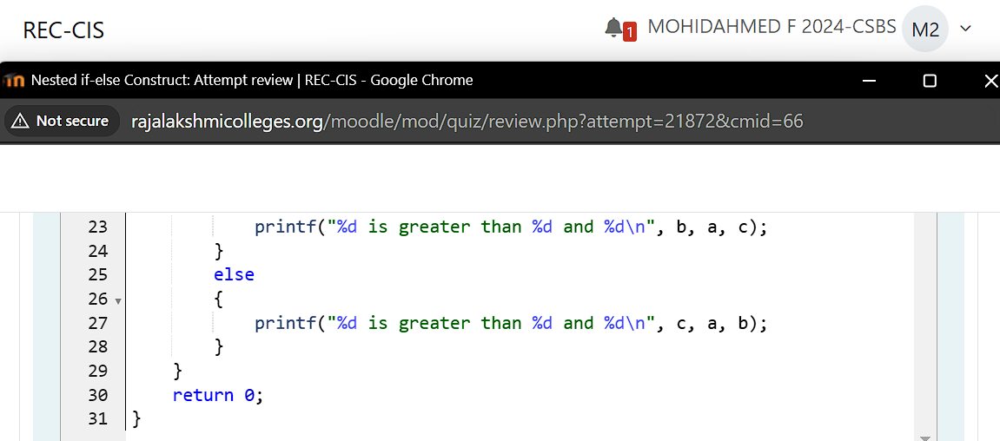 REC-CIS
1 MOHIDAHMED F 2024-CSBS M2
Nested if-else Construct: Attempt review | REC-CIS - Google Chrome
Not secure rajalakshmicolleges.org/moodle/mod/quiz/review.php?attempt=21872&cmid=66
23 printf("%d is greater than %d and %d\n", b, a, c);
24 }
25 else
26 {
27 printf("%d is greater than %d and %d\n", c, a, b);
28 }
29 }
30 return 0;
31 }